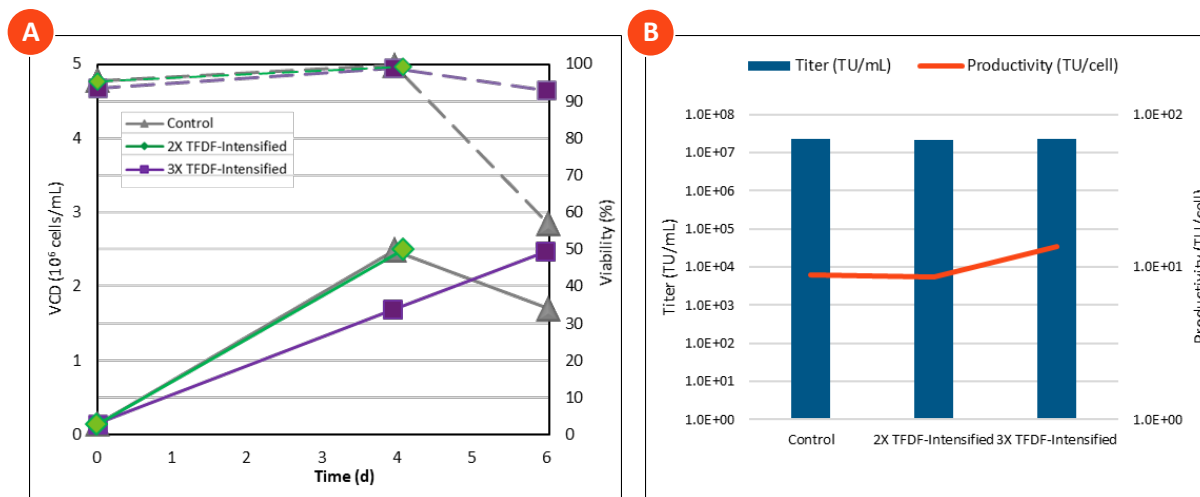 A
5
4
3
2
1
0
VCD (10⁶ cells/mL)
Control
2X TFDF-Intensified
3X TFDF-Intensified
100
90
80
70
60
50
40
30
20
10
0
Viability (%)
0 1 2 3 4 5 6
Time (d)
B
Titer (TU/mL) Productivity (TU/cell)
1.0E+08
1.0E+07
1.0E+06
1.0E+05
1.0E+04
1.0E+03
1.0E+02
1.0E+01
1.0E+00
Titer (TU/mL)
1.0E+02
1.0E+01
1.0E+00
Productivity (TU/cell)
Control 2X TFDF-Intensified 3X TFDF-Intensified